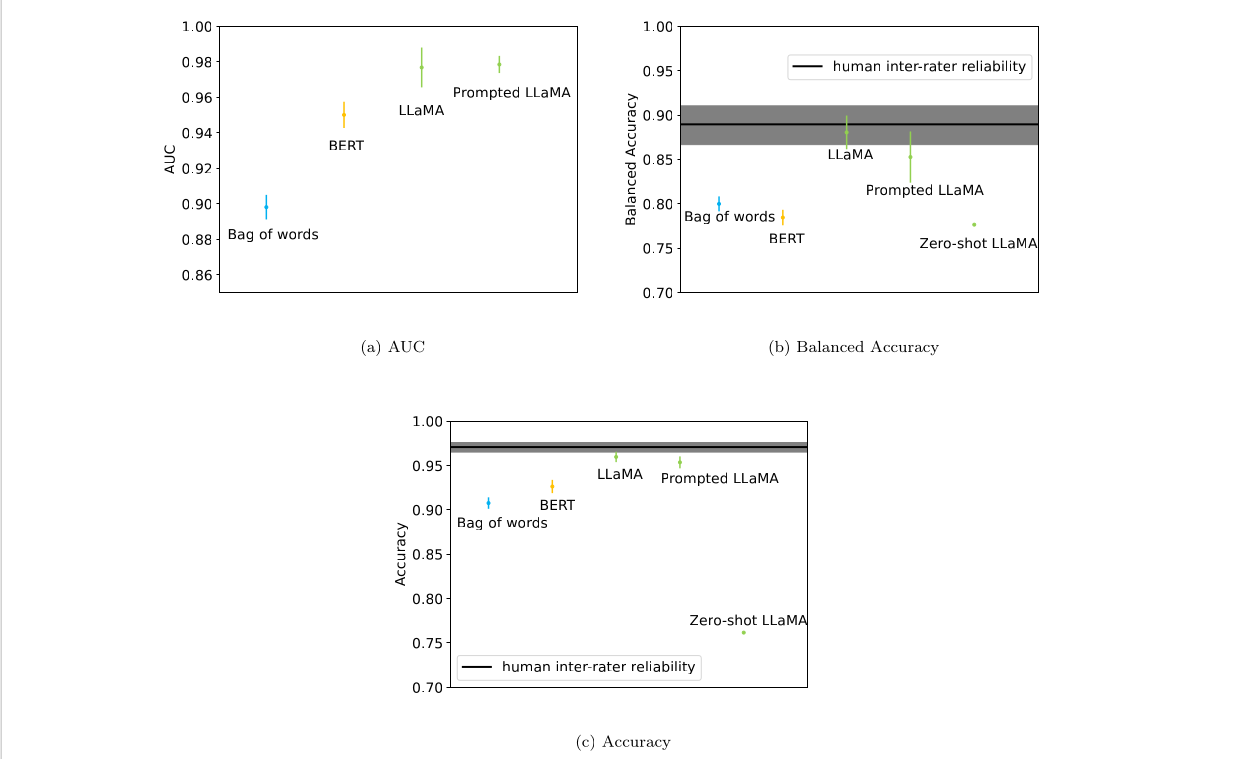 1.00
0.98
0.96
0.94
0.92
0.90
0.88
0.86
AUC
Bag of words
BERT
LLaMA
Prompted LLaMA
(a) AUC
1.00
0.95
0.90
0.85
0.80
0.75
0.70
Balanced Accuracy
human inter-rater reliability
LLaMA
Prompted LLaMA
Bag of words
BERT
Zero-shot LLaMA
(b) Balanced Accuracy
1.00
0.95
0.90
0.85
0.80
0.75
0.70
Accuracy
LLaMA
Prompted LLaMA
BERT
Bag of words
Zero-shot LLaMA
human inter-rater reliability
(c) Accuracy